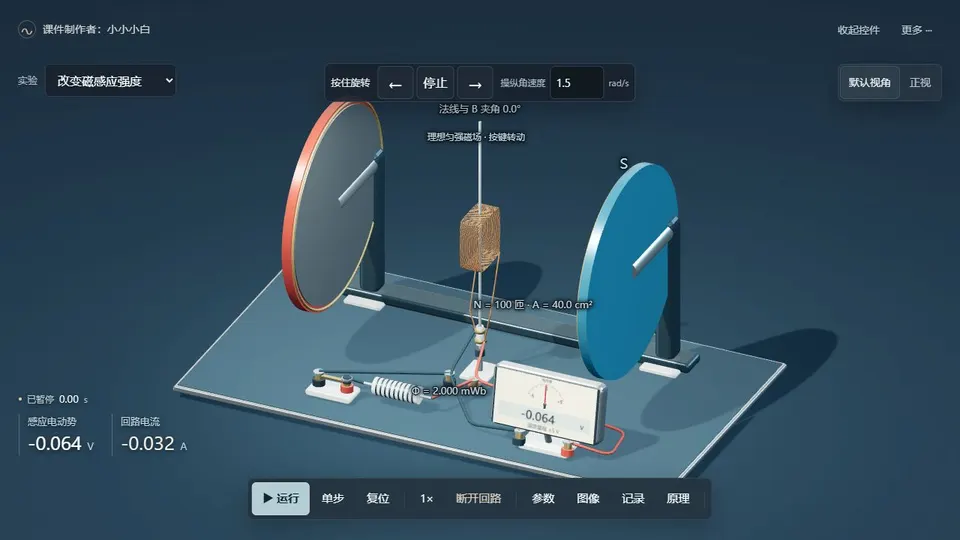 课件制作者：小小小白
收起控件
更多 ···
实验
改变磁感应强度
按住旋转 ← 停止 → 操纵角速度 1.5 rad/s
默认视角 正视
法线与 B 夹角 0.0°
理想匀强磁场 · 按键转动
S
N = 100 匝 · A = 40.0 cm²
Φ = 2.000 mWb
-0.064
V
• 已暂停 0.00 s
感应电动势 回路电流
-0.064 V -0.032 A
▶ 运行 单步 复位 1× 断开回路 参数 图像 记录 原理